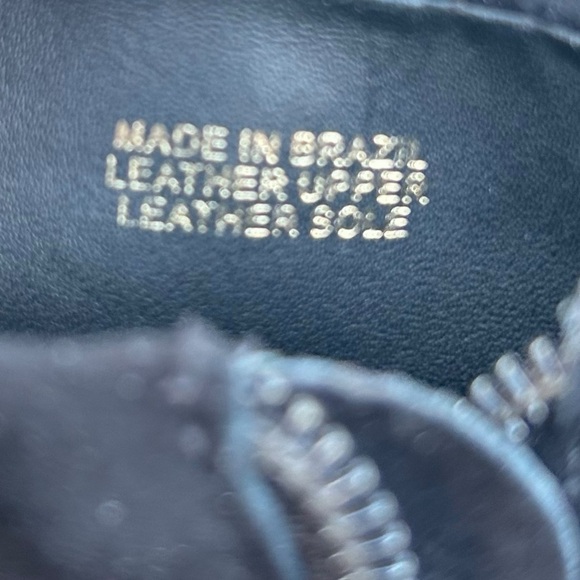 MADE IN BRAZIL
LEATHER UPPER
LEATHER SOLE